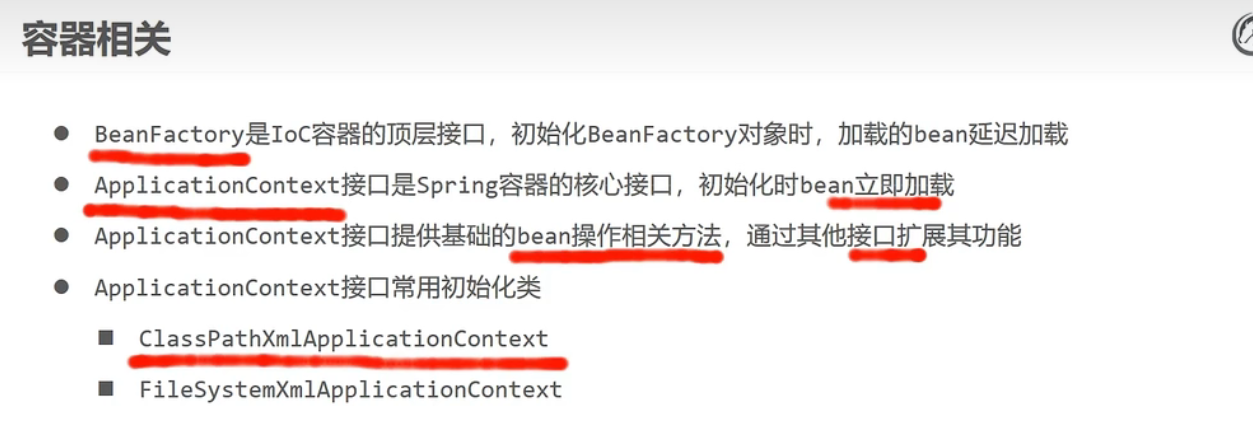 容器相关
● BeanFactory是IoC容器的顶层接口，初始化BeanFactory对象时，加载的bean延迟加载
● ApplicationContext接口是Spring容器的核心接口，初始化时bean立即加载
● ApplicationContext接口提供基础的bean操作相关方法，通过其他接口扩展其功能
● ApplicationContext接口常用初始化类
■ ClassPathXmlApplicationContext
■ FileSystemXmlApplicationContext